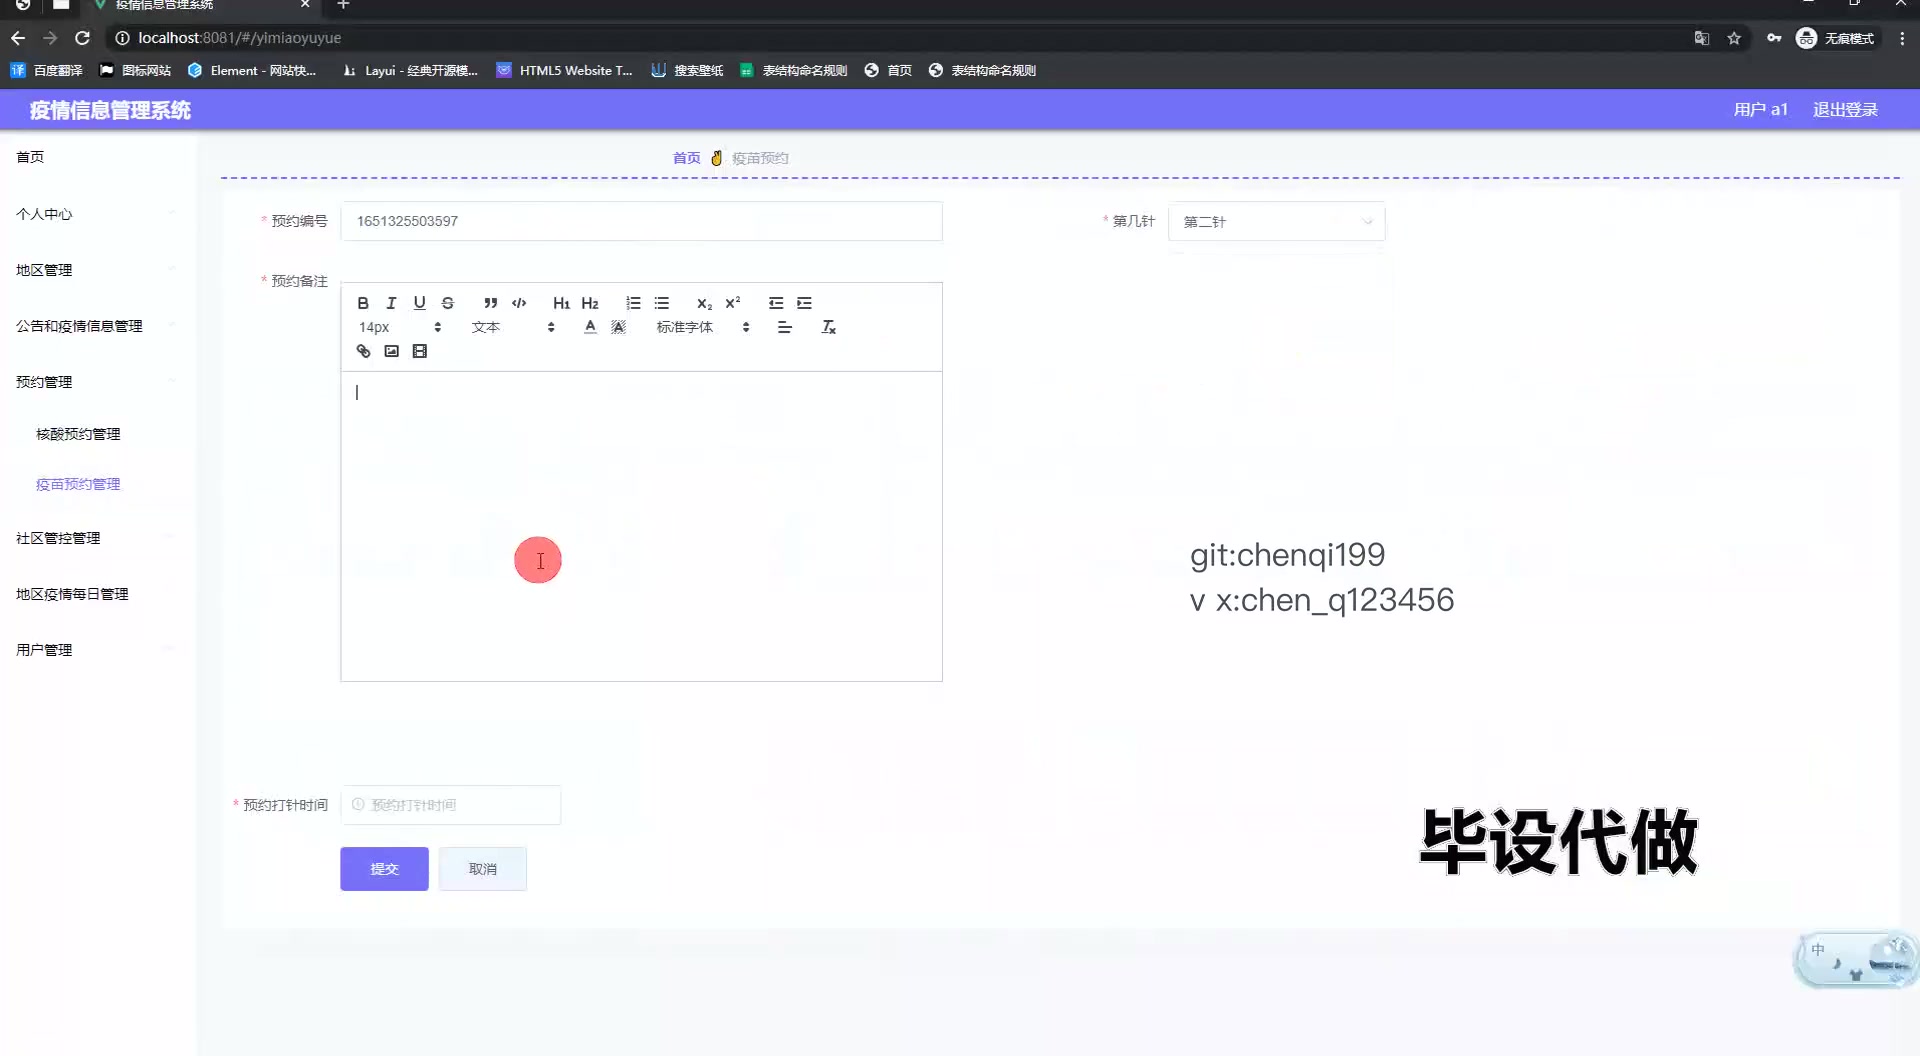 疫情信息管理系统
localhost:8081/#/yimiaoyuyue
无痕模式
百度翻译
图标网站
Element - 网站快...
Layui - 经典开源模...
HTML5 Website T...
搜索壁纸
表结构命名规则
首页
表结构命名规则
疫情信息管理系统
用户 a1
退出登录
首页
个人中心
地区管理
公告和疫情信息管理
预约管理
核酸预约管理
疫苗预约管理
社区管控管理
地区疫情每日管理
用户管理
首页 疫苗预约
* 预约编号
1651325503597
* 第几针
第二针
* 预约备注
14px
文本
标准字体
git:chenqi199
v x:chen_q123456
* 预约打针时间
预约打针时间
提交
取消
毕设代做
中